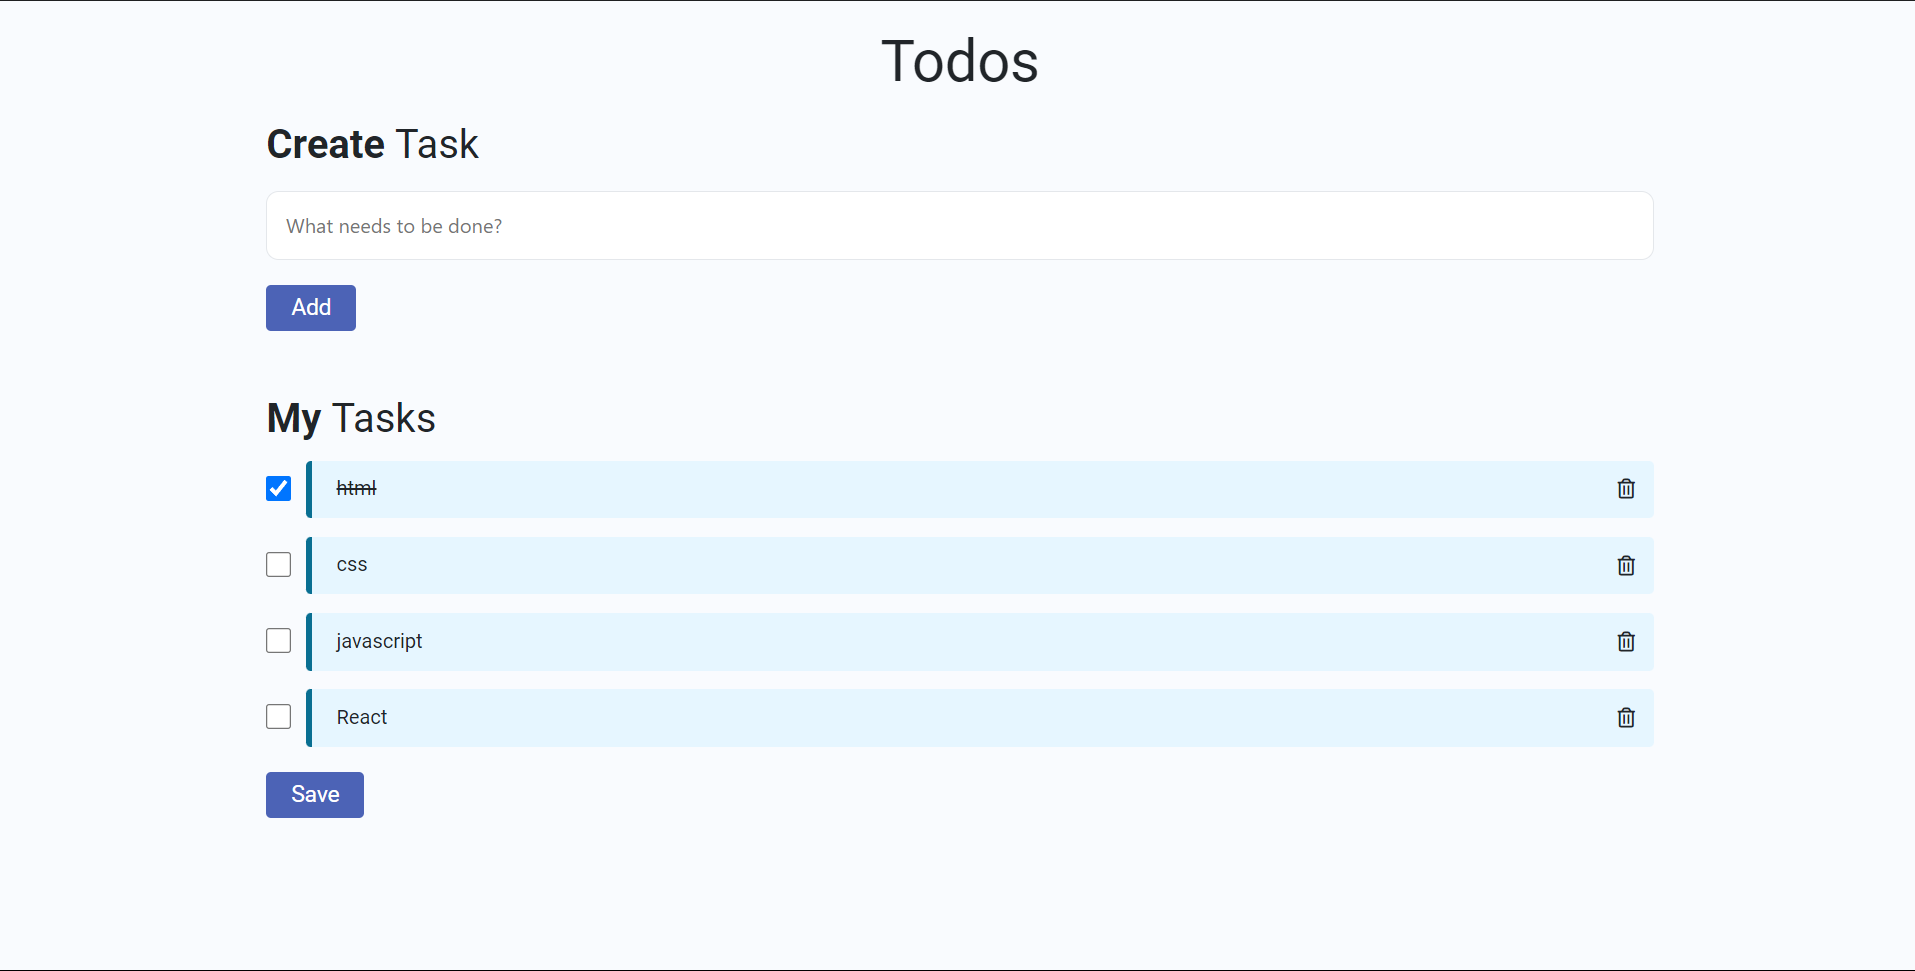 Todos
Create Task
What needs to be done?
Add
My Tasks
html
css
javascript
React
Save